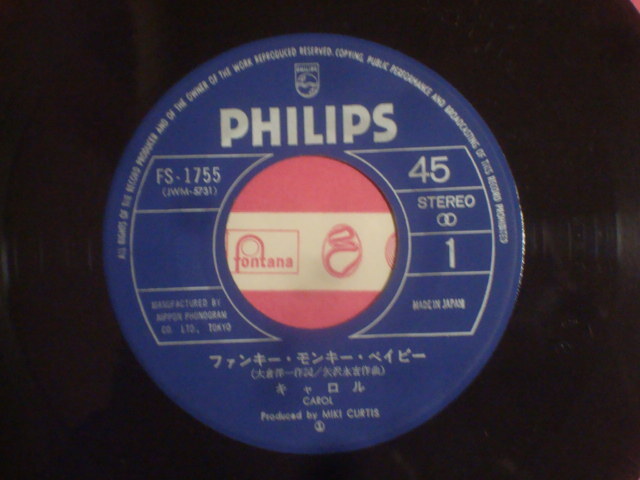 ALL RIGHTS OF THE RECORD PRODUCER AND OF THE OWNER OF THE WORK REPRODUCED RESERVED. COPYING, PUBLIC PERFORMANCE AND BROADCASTING OF THIS RECORD PROHIBITED
PHILIPS
PHILIPS
FS-1755
(JWM-5731)
45
STEREO
1
fontana
MANUFACTURED BY
NIPPON PHONOGRAM
CO. LTD., TOKYO
MADE IN JAPAN
ファンキー・モンキー・ベイビー
(大倉洋一作詞/矢沢永吉作曲)
キャロル
CAROL
Produced by MIKI CURTIS
Ⓛ